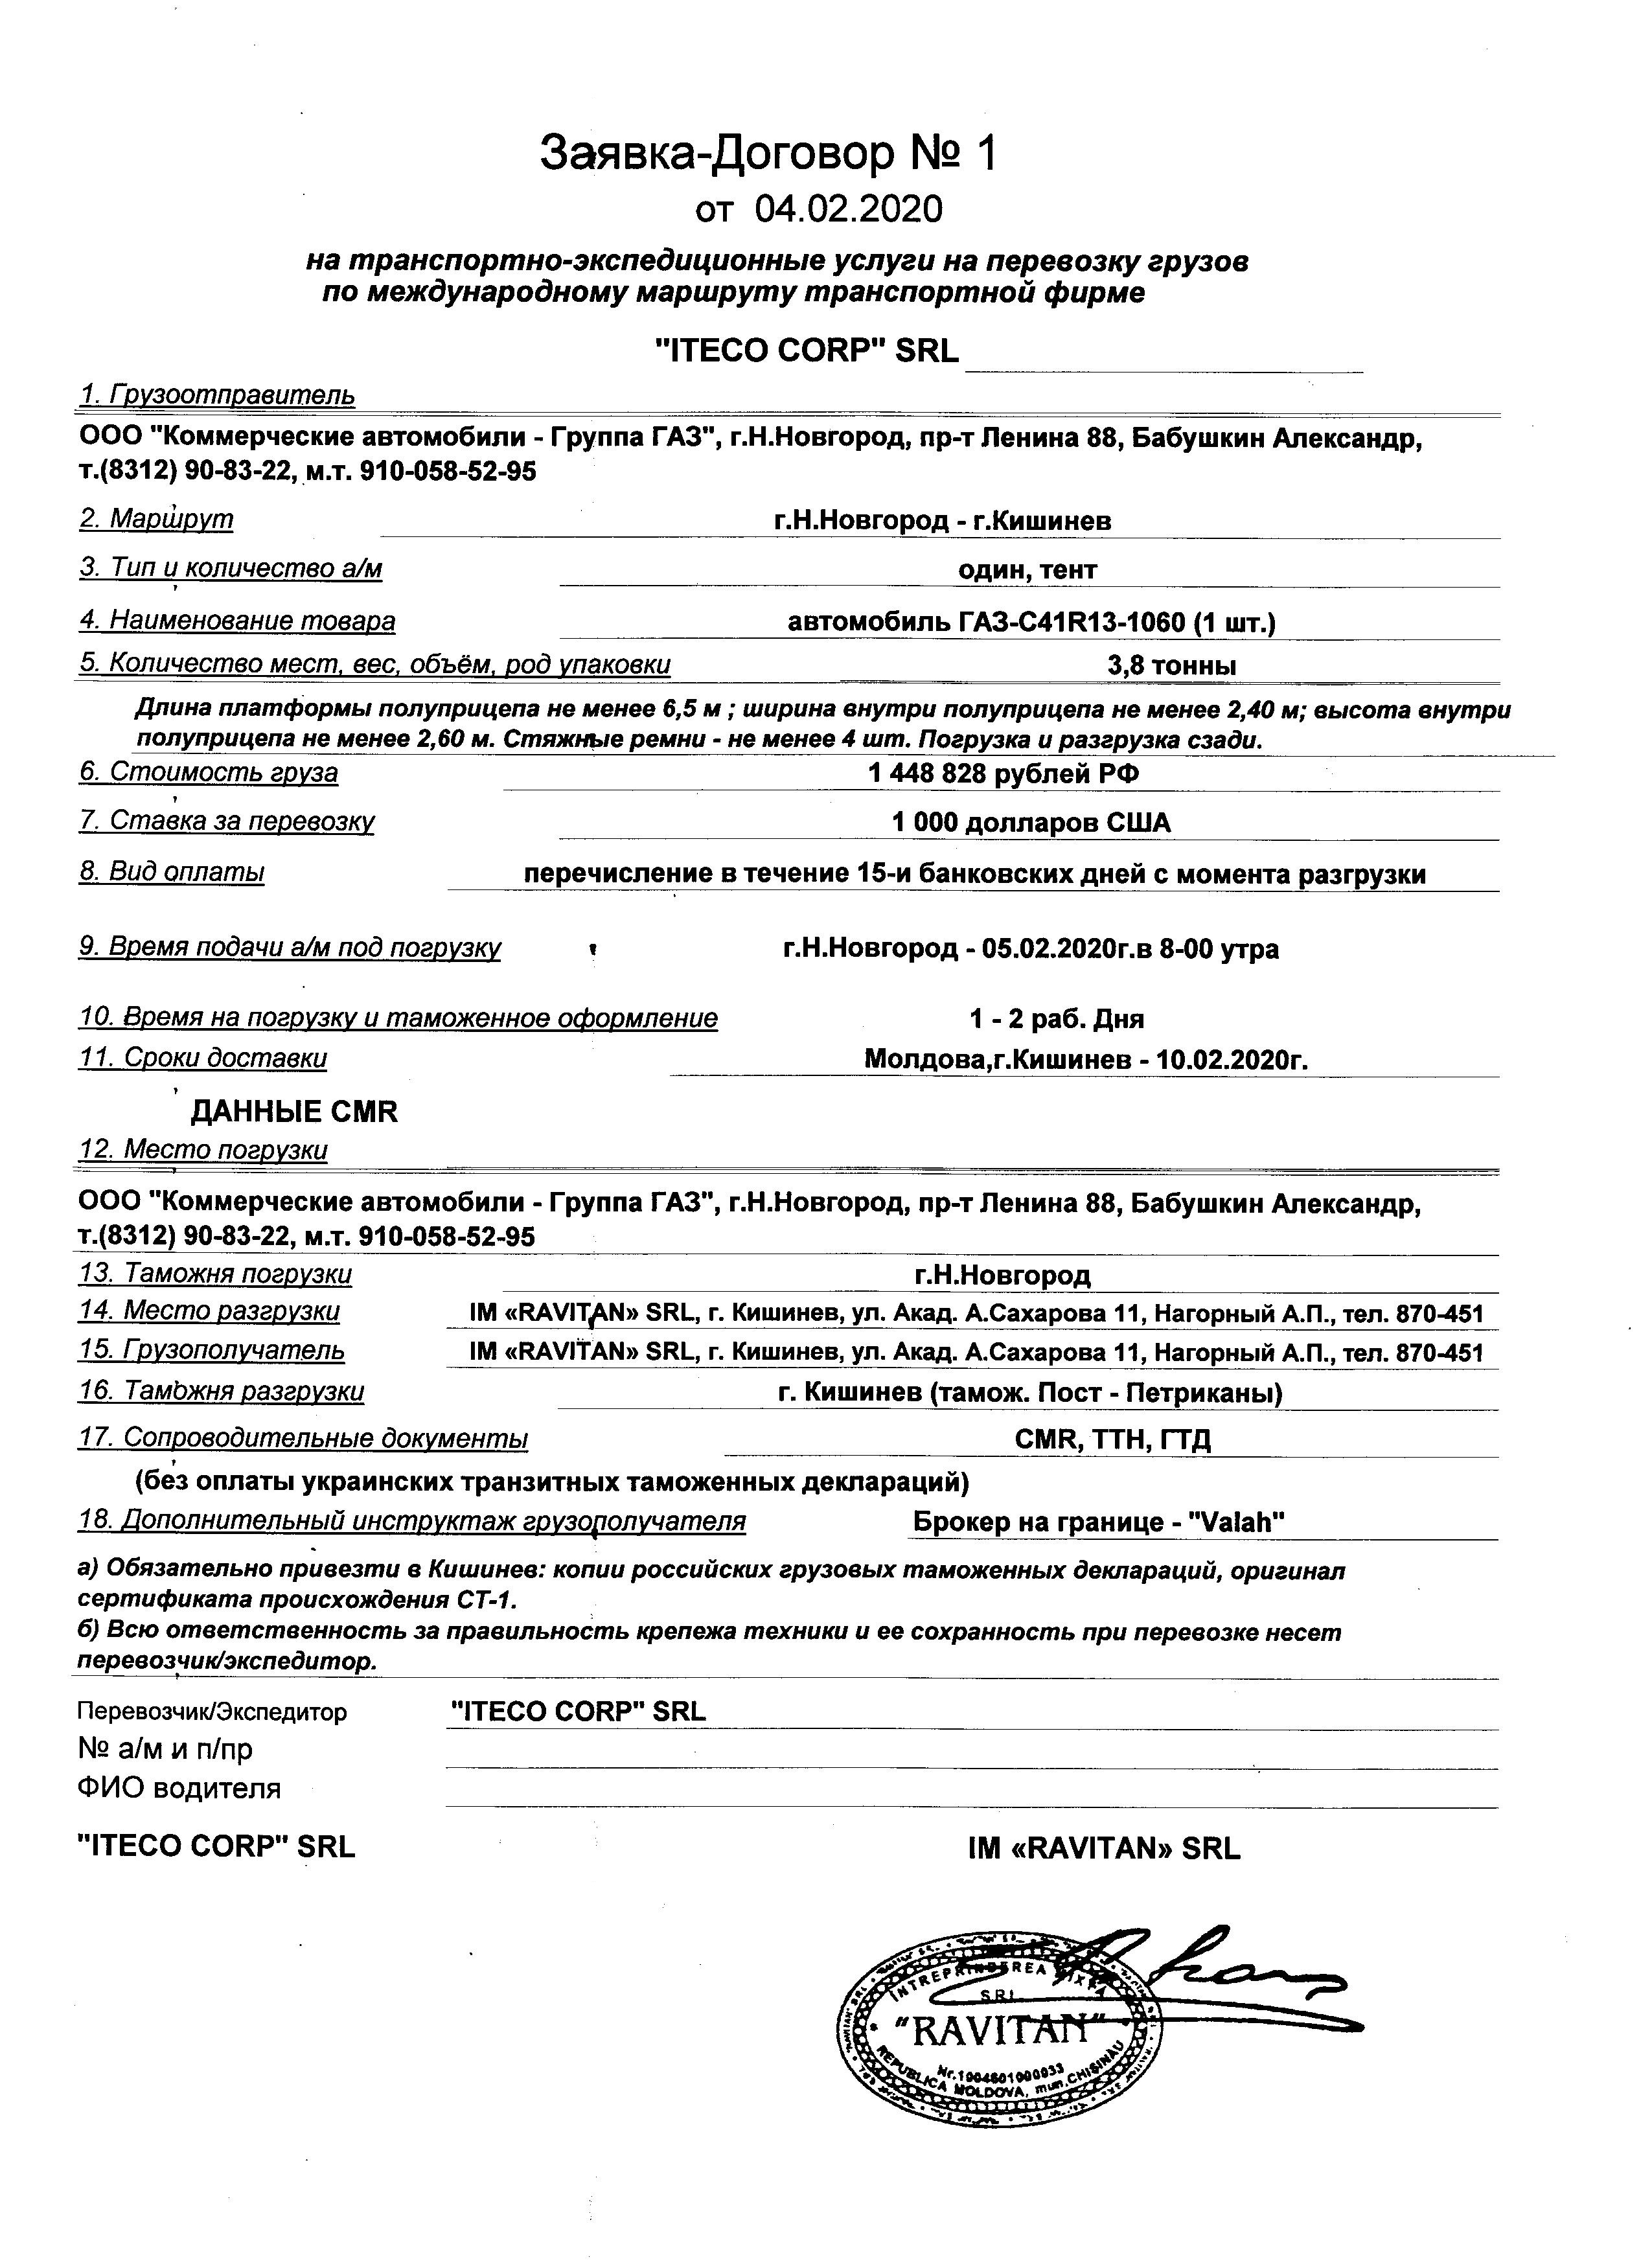 Заявка-Договор № 1
от 04.02.2020
на транспортно-экспедиционные услуги на перевозку грузов
по международному маршруту транспортной фирме
"ITECO CORP" SRL
1. Грузоотправитель
ООО "Коммерческие автомобили - Группа ГАЗ", г.Н.Новгород, пр-т Ленина 88, Бабушкин Александр,
т.(8312) 90-83-22, м.т. 910-058-52-95
2. Маршрут г.Н.Новгород - г.Кишинев
3. Тип и количество а/м один, тент
4. Наименование товара автомобиль ГАЗ-C41R13-1060 (1 шт.)
5. Количество мест, вес, объём, род упаковки 3,8 тонны
Длина платформы полуприцепа не менее 6,5 м ; ширина внутри полуприцепа не менее 2,40 м; высота внутри
полуприцепа не менее 2,60 м. Стяжные ремни - не менее 4 шт. Погрузка и разгрузка сзади.
6. Стоимость груза 1 448 828 рублей РФ
7. Ставка за перевозку 1 000 долларов США
8. Вид оплаты перечисление в течение 15-и банковских дней с момента разгрузки
9. Время подачи а/м под погрузку г.Н.Новгород - 05.02.2020г.в 8-00 утра
10. Время на погрузку и таможенное оформление 1 - 2 раб. Дня
11. Сроки доставки Молдова,г.Кишинев - 10.02.2020г.
ДАННЫЕ CMR
12. Место погрузки
ООО "Коммерческие автомобили - Группа ГАЗ", г.Н.Новгород, пр-т Ленина 88, Бабушкин Александр,
т.(8312) 90-83-22, м.т. 910-058-52-95
13. Таможня погрузки г.Н.Новгород
14. Место разгрузки IM «RAVITAN» SRL, г. Кишинев, ул. Акад. А.Сахарова 11, Нагорный А.П., тел. 870-451
15. Грузополучатель IM «RAVITAN» SRL, г. Кишинев, ул. Акад. А.Сахарова 11, Нагорный А.П., тел. 870-451
16. Таможня разгрузки г. Кишинев (тамож. Пост - Петриканы)
17. Сопроводительные документы CMR, ТТН, ГТД
(без оплаты украинских транзитных таможенных деклараций)
18. Дополнительный инструктаж грузополучателя Брокер на границе - "Valah"
а) Обязательно привезти в Кишинев: копии российских грузовых таможенных деклараций, оригинал
сертификата происхождения СТ-1.
б) Всю ответственность за правильность крепежа техники и ее сохранность при перевозке несет
перевозчик/экспедитор.
Перевозчик/Экспедитор "ITECO CORP" SRL
№ а/м и п/пр
ФИО водителя
"ITECO CORP" SRL IM «RAVITAN» SRL
ÎNTREPRINDEREA MIXTĂ
SRL
"RAVITAN"
Nr.1004601000033
REPUBLICA MOLDOVA, mun.CHIŞINĂU